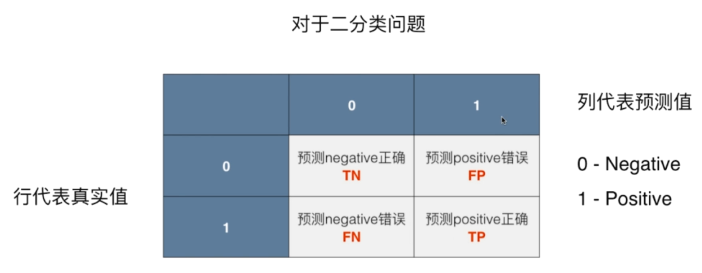 对于二分类问题
0
1
列代表预测值
0
预测negative正确
TN
预测positive错误
FP
0 - Negative
行代表真实值
1 - Positive
1
预测negative错误
FN
预测positive正确
TP